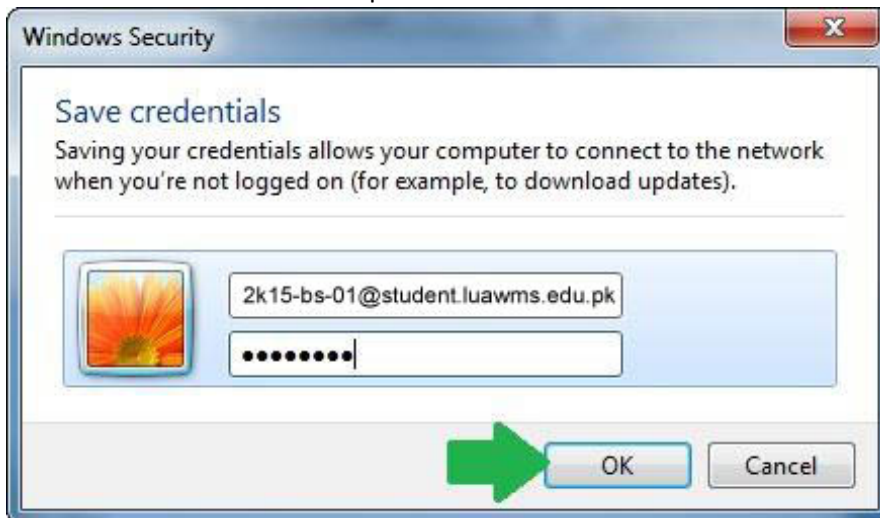 Windows Security
Save credentials
Saving your credentials allows your computer to connect to the network
when you're not logged on (for example, to download updates).
2k15-bs-01@student.luawms.edu.pk
●●●●●●●●
OK
Cancel